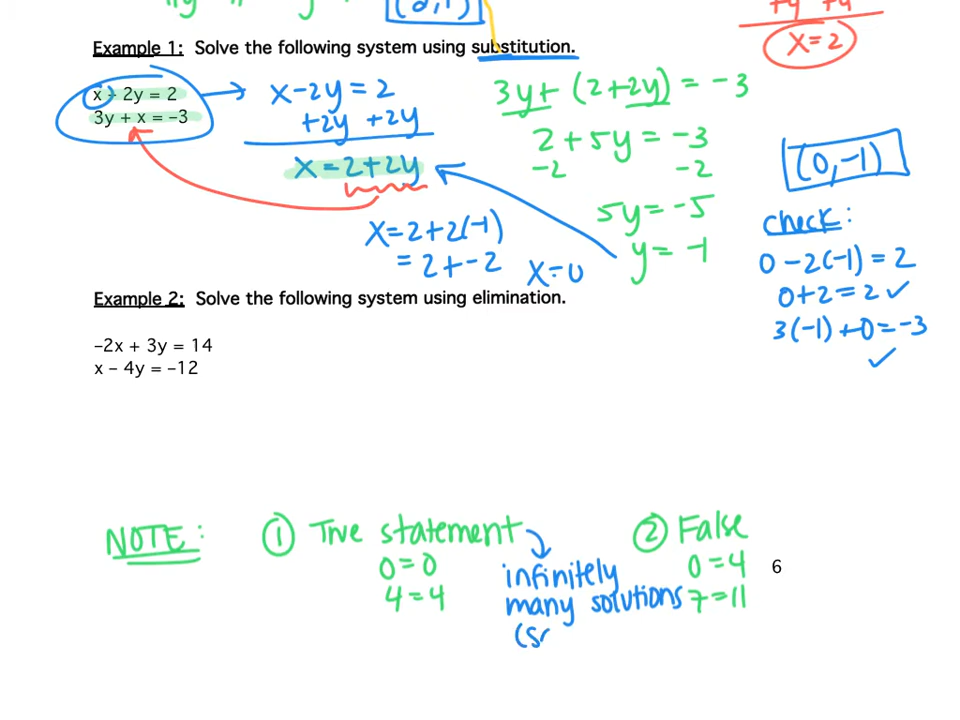 (2,1)
+4 +4
x=2
Example 1: Solve the following system using substitution.
x - 2y = 2
3y + x = -3
x-2y=2
+2y +2y
x=2+2y
x=2+2(-1)
=2+-2
x=0
3y+(2+2y)=-3
2+5y=-3
-2 -2
5y=-5
y=-1
(0,-1)
check:
0-2(-1)=2
0+2=2✓
3(-1)+0=-3
✓
Example 2: Solve the following system using elimination.
-2x + 3y = 14
x - 4y = -12
NOTE:
① True statement
0=0
4=4
infinitely
many solutions
② False
0=4
7=11
6